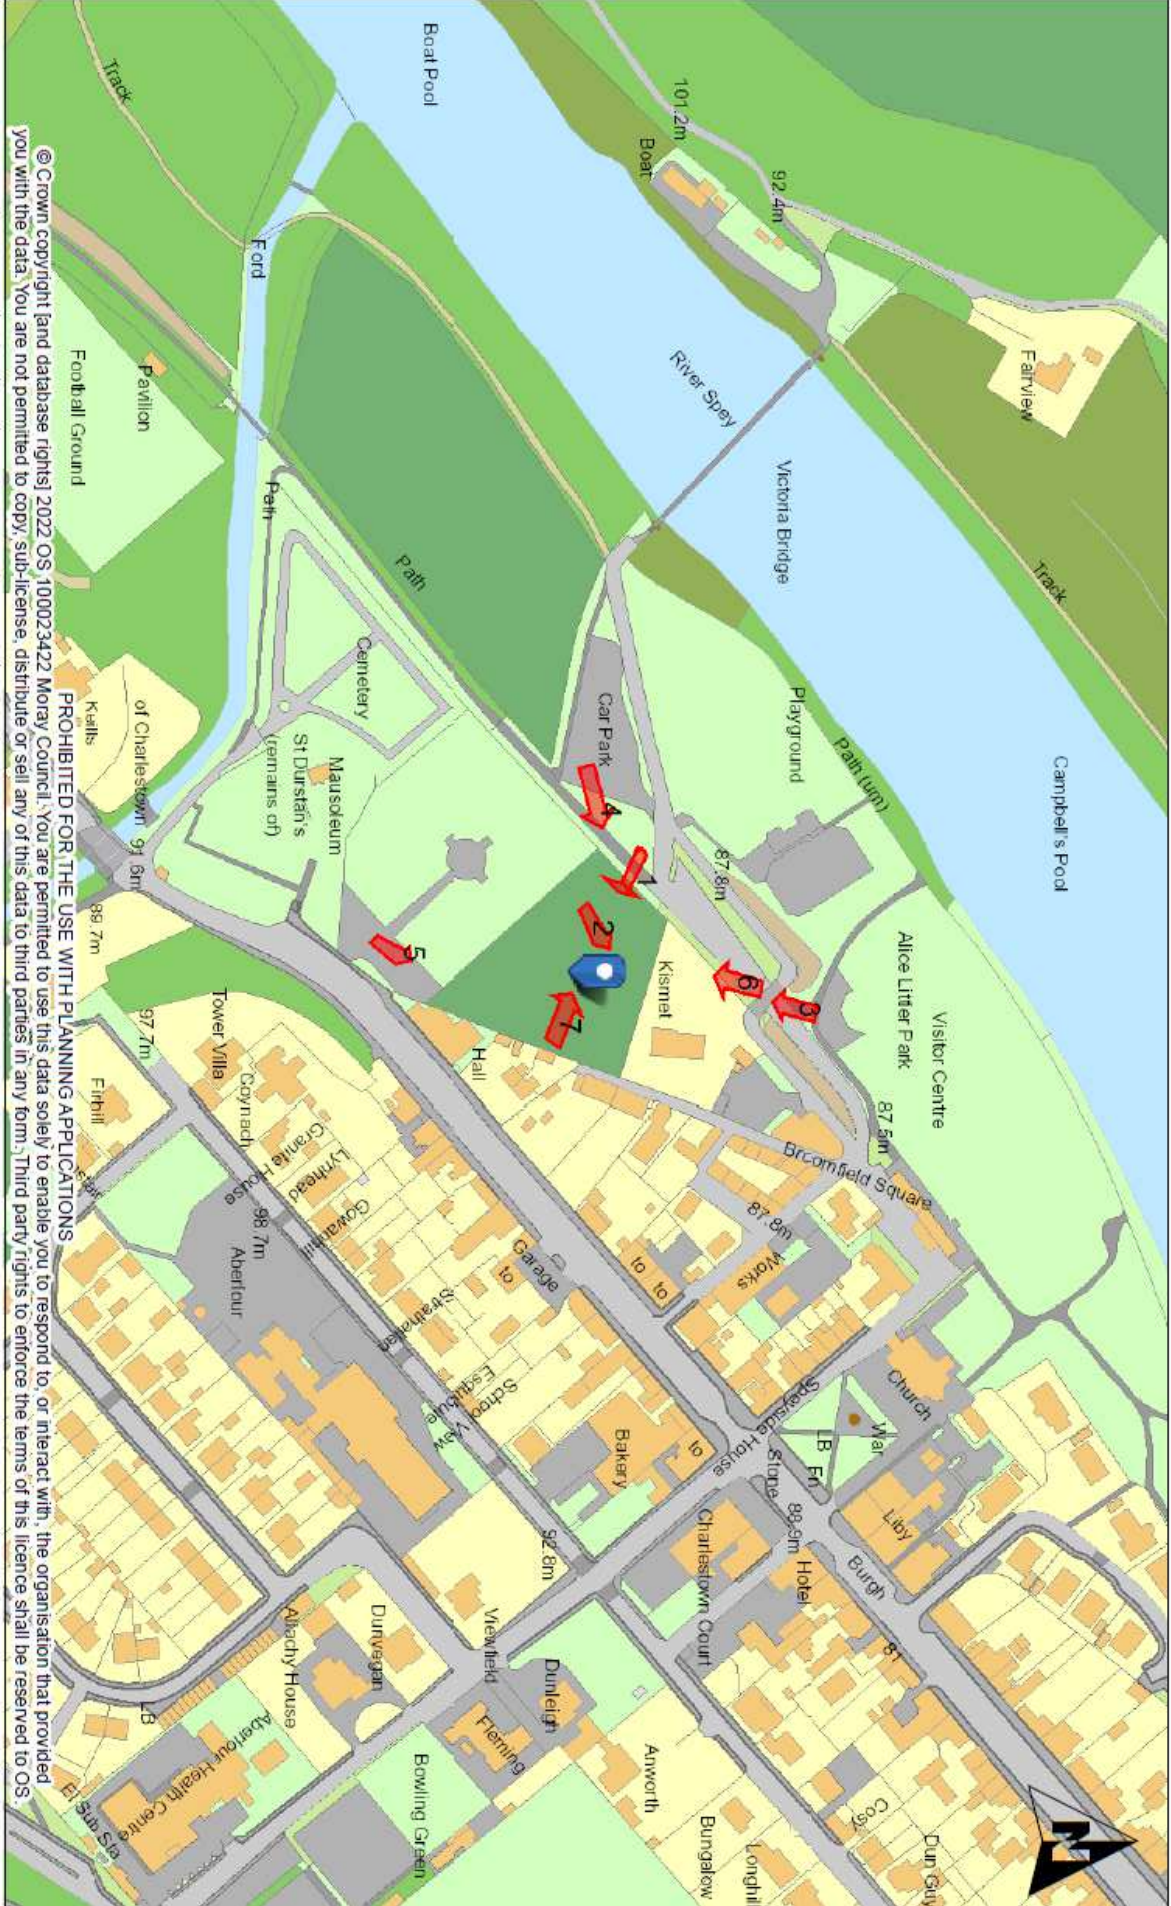 Boat Pool
Track
101.2m
92.4m
Boat
Fairview
River Spey
Victoria Bridge
Track
Campbell's Pool
Ford
Pavilion
Football Ground
Path
Path
Cemetery
Car Park
Playground
Path (um)
Mausoleum
St Durstan's
(remains of)
of Charlestown
91.6m
89.7m
87.8m
4
1
2
5
6
3
7
Kismet
Alice Littler Park
Visitor Centre
87.5m
Hall
Tower Villa
97.7m
Firhill
Coynach
Granite House
Lynhead
Gowanhill
98.7m
Aberlour
Garage
to
to
to
Broomfield Square
87.8m
Works
Strathallan
School View
Esquibuie
Bakery
to
Speyside House
Church
War
LB
Fn
Stone
88.9m
Liby
Burgh
Hotel
81
Charlestown Court
92.8m
Viewfield
Dunleigh
Fleming
Dunvegan
Allachy House
LB
Aberlour Health Centre
El Sub Sta
Bowling Green
Anworth
Bungalow
Cosy
N
PROHIBITED FOR THE USE WITH PLANNING APPLICATIONS
© Crown copyright [and database rights] 2022 OS 100023422 Moray Council. You are permitted to use this data solely to enable you to respond to, or interact with, the organisation that provided
you with the data. You are not permitted to copy, sub-license, distribute or sell any of this data to third parties in any form. Third party rights to enforce the terms of this licence shall be reserved to OS.